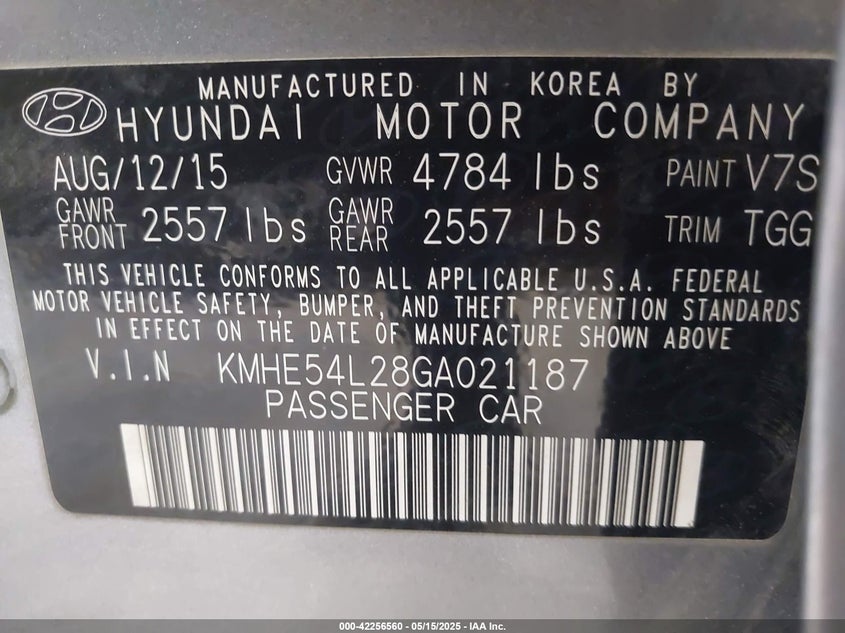 MANUFACTURED IN KOREA BY
HYUNDAI MOTOR COMPANY
AUG/12/15 GVWR 4784 lbs PAINT V7S
GAWR FRONT 2557 lbs GAWR REAR 2557 lbs TRIM TGG
THIS VEHICLE CONFORMS TO ALL APPLICABLE U.S.A. FEDERAL
MOTOR VEHICLE SAFETY, BUMPER, AND THEFT PREVENTION STANDARDS
IN EFFECT ON THE DATE OF MANUFACTURE SHOWN ABOVE
V.I.N KMHE54L28GA021187
PASSENGER CAR
000-42256560 - 05/15/2025 - IAA Inc.